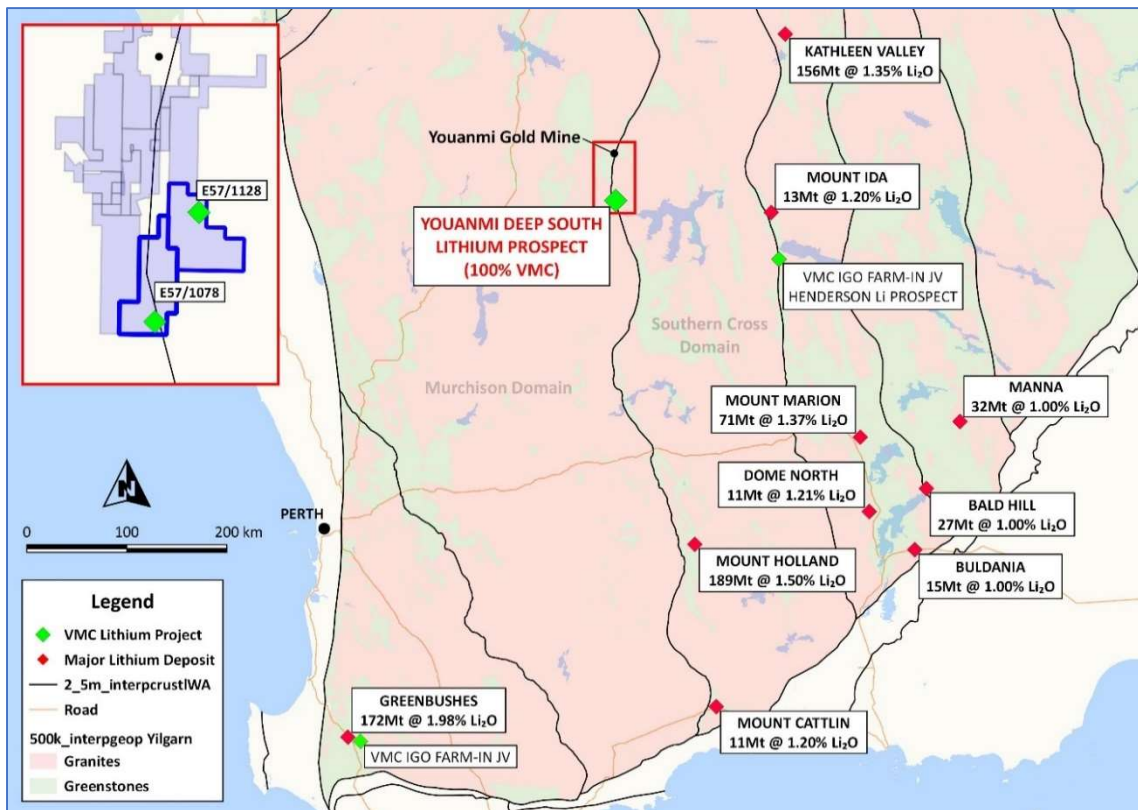 E57/1128
E57/1078
KATHLEEN VALLEY
156Mt @ 1.35% Li₂O
Youanmi Gold Mine
MOUNT IDA
13Mt @ 1.20% Li₂O
YOUANMI DEEP SOUTH
LITHIUM PROSPECT
(100% VMC)
VMC IGO FARM-IN JV
HENDERSON Li PROSPECT
Southern Cross
Domain
Murchison Domain
MANNA
32Mt @ 1.00% Li₂O
MOUNT MARION
71Mt @ 1.37% Li₂O
DOME NORTH
11Mt @ 1.21% Li₂O
N
0 100 200 km
PERTH
BALD HILL
27Mt @ 1.00% Li₂O
MOUNT HOLLAND
189Mt @ 1.50% Li₂O
BULDANIA
15Mt @ 1.00% Li₂O
Legend
VMC Lithium Project
Major Lithium Deposit
2_5m_interpcrustlWA
Road
500k_interpgeop Yilgarn
Granites
Greenstones
GREENBUSHES
172Mt @ 1.98% Li₂O
VMC IGO FARM-IN JV
MOUNT CATTLIN
11Mt @ 1.20% Li₂O